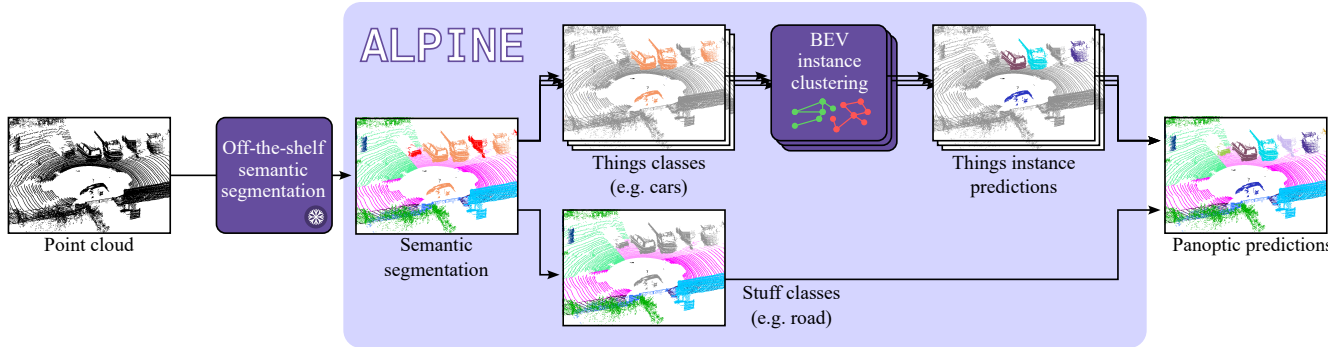 ALPINE
BEV
instance
clustering
Off-the-shelf
semantic
segmentation
Things classes
(e.g. cars)
Things instance
predictions
Point cloud
Semantic
segmentation
Panoptic predictions
Stuff classes
(e.g. road)